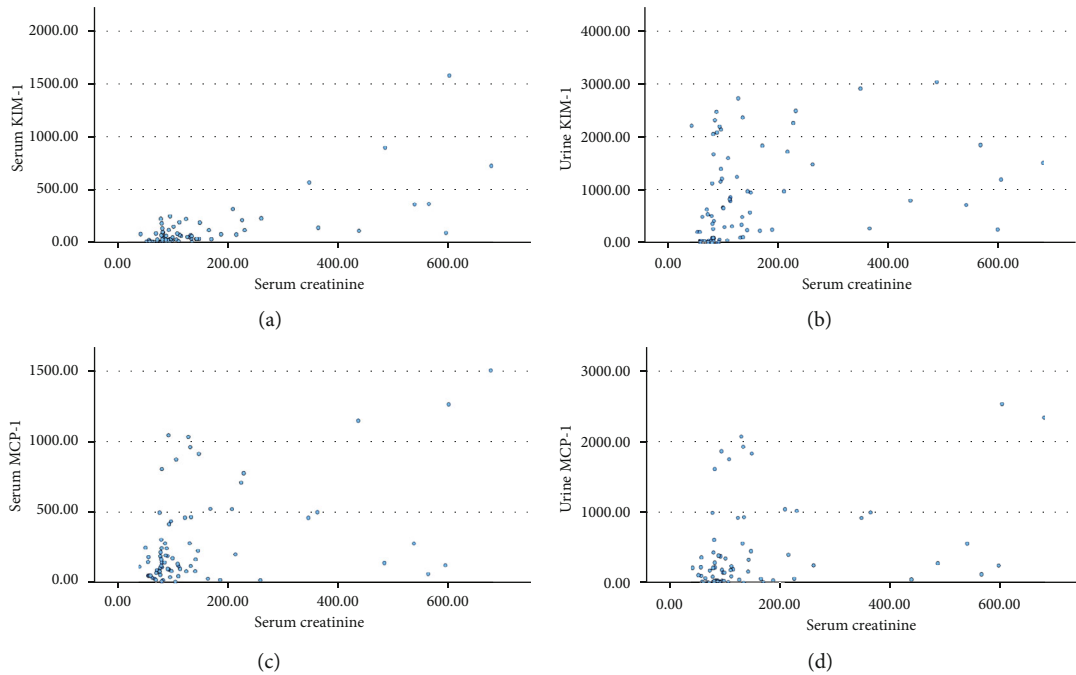 2000.00
1500.00
1000.00
500.00
0.00
Serum KIM-1
0.00 200.00 400.00 600.00
Serum creatinine
(a)
4000.00
3000.00
2000.00
1000.00
0.00
Urine KIM-1
0.00 200.00 400.00 600.00
Serum creatinine
(b)
1500.00
1000.00
500.00
0.00
Serum MCP-1
0.00 200.00 400.00 600.00
Serum creatinine
(c)
3000.00
2000.00
1000.00
0.00
Urine MCP-1
0.00 200.00 400.00 600.00
Serum creatinine
(d)